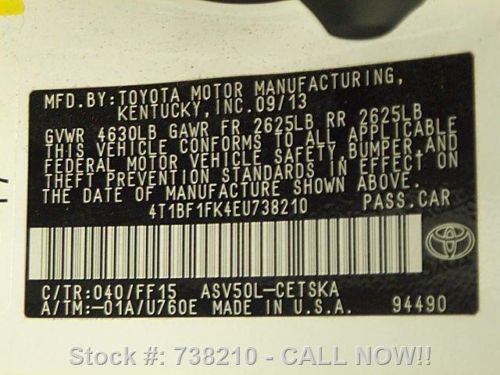 MFD.BY:TOYOTA MOTOR MANUFACTURING,
KENTUCKY,INC.09/13
GVWR 4630LB GAWR FR 2625LB RR 2625LB
THIS VEHICLE CONFORMS TO ALL APPLICABLE
FEDERAL MOTOR VEHICLE SAFETY,BUMPER,AND
THEFT PREVENTION STANDARDS IN EFFECT ON
THE DATE OF MANUFACTURE SHOWN ABOVE.
4T1BF1FK4EU738210 PASS.CAR
C/TR:040/FF15 ASV50L-CETSKA
A/TM:-01A/U760E MADE IN U.S.A. 94490
TOYOTA
Stock #: 738210 - CALL NOW!!